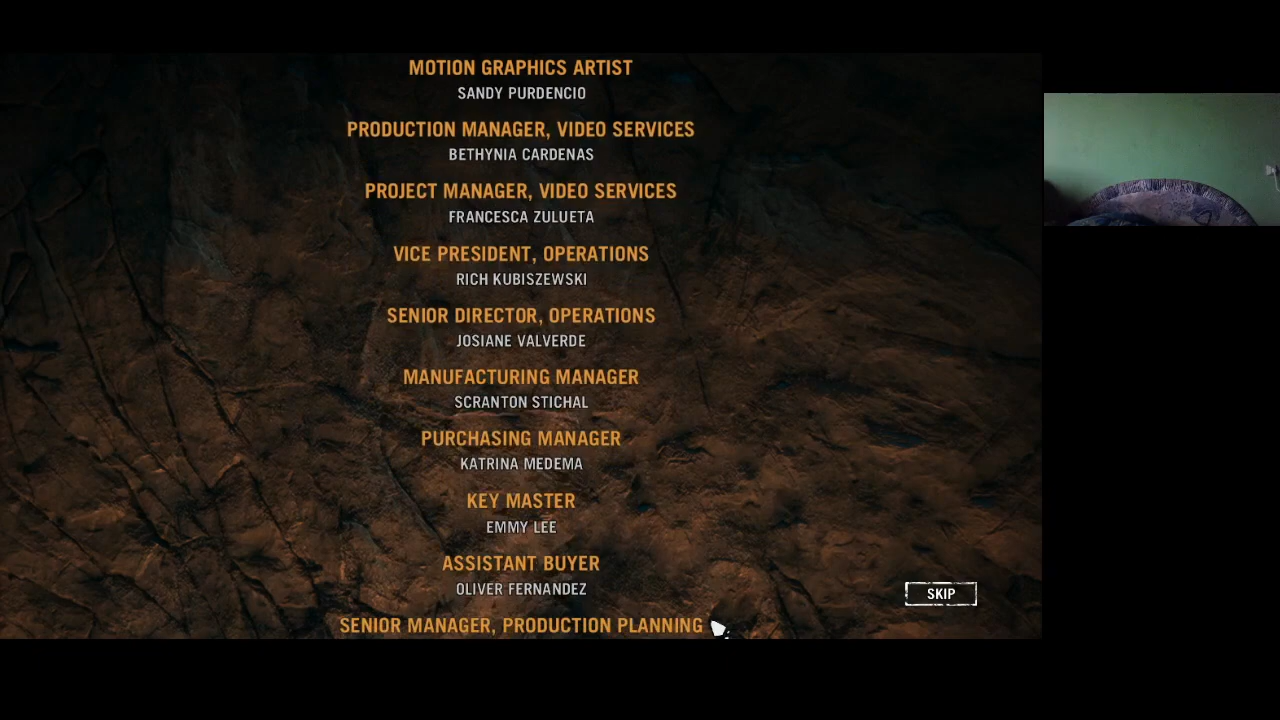 MOTION GRAPHICS ARTIST
SANDY PURDENCIO
PRODUCTION MANAGER, VIDEO SERVICES
BETHYNIA CARDENAS
PROJECT MANAGER, VIDEO SERVICES
FRANCESCA ZULUETA
VICE PRESIDENT, OPERATIONS
RICH KUBISZEWSKI
SENIOR DIRECTOR, OPERATIONS
JOSIANE VALVERDE
MANUFACTURING MANAGER
SCRANTON STICHAL
PURCHASING MANAGER
KATRINA MEDEMA
KEY MASTER
EMMY LEE
ASSISTANT BUYER
OLIVER FERNANDEZ
SKIP
SENIOR MANAGER, PRODUCTION PLANNING